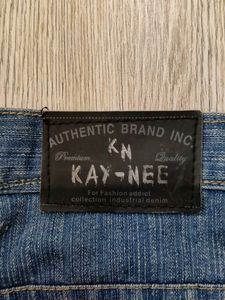 AUTHENTIC BRAND INC.
KN
Premium Quality
KAY-NEE
For Fashion addict
collection industrial denim